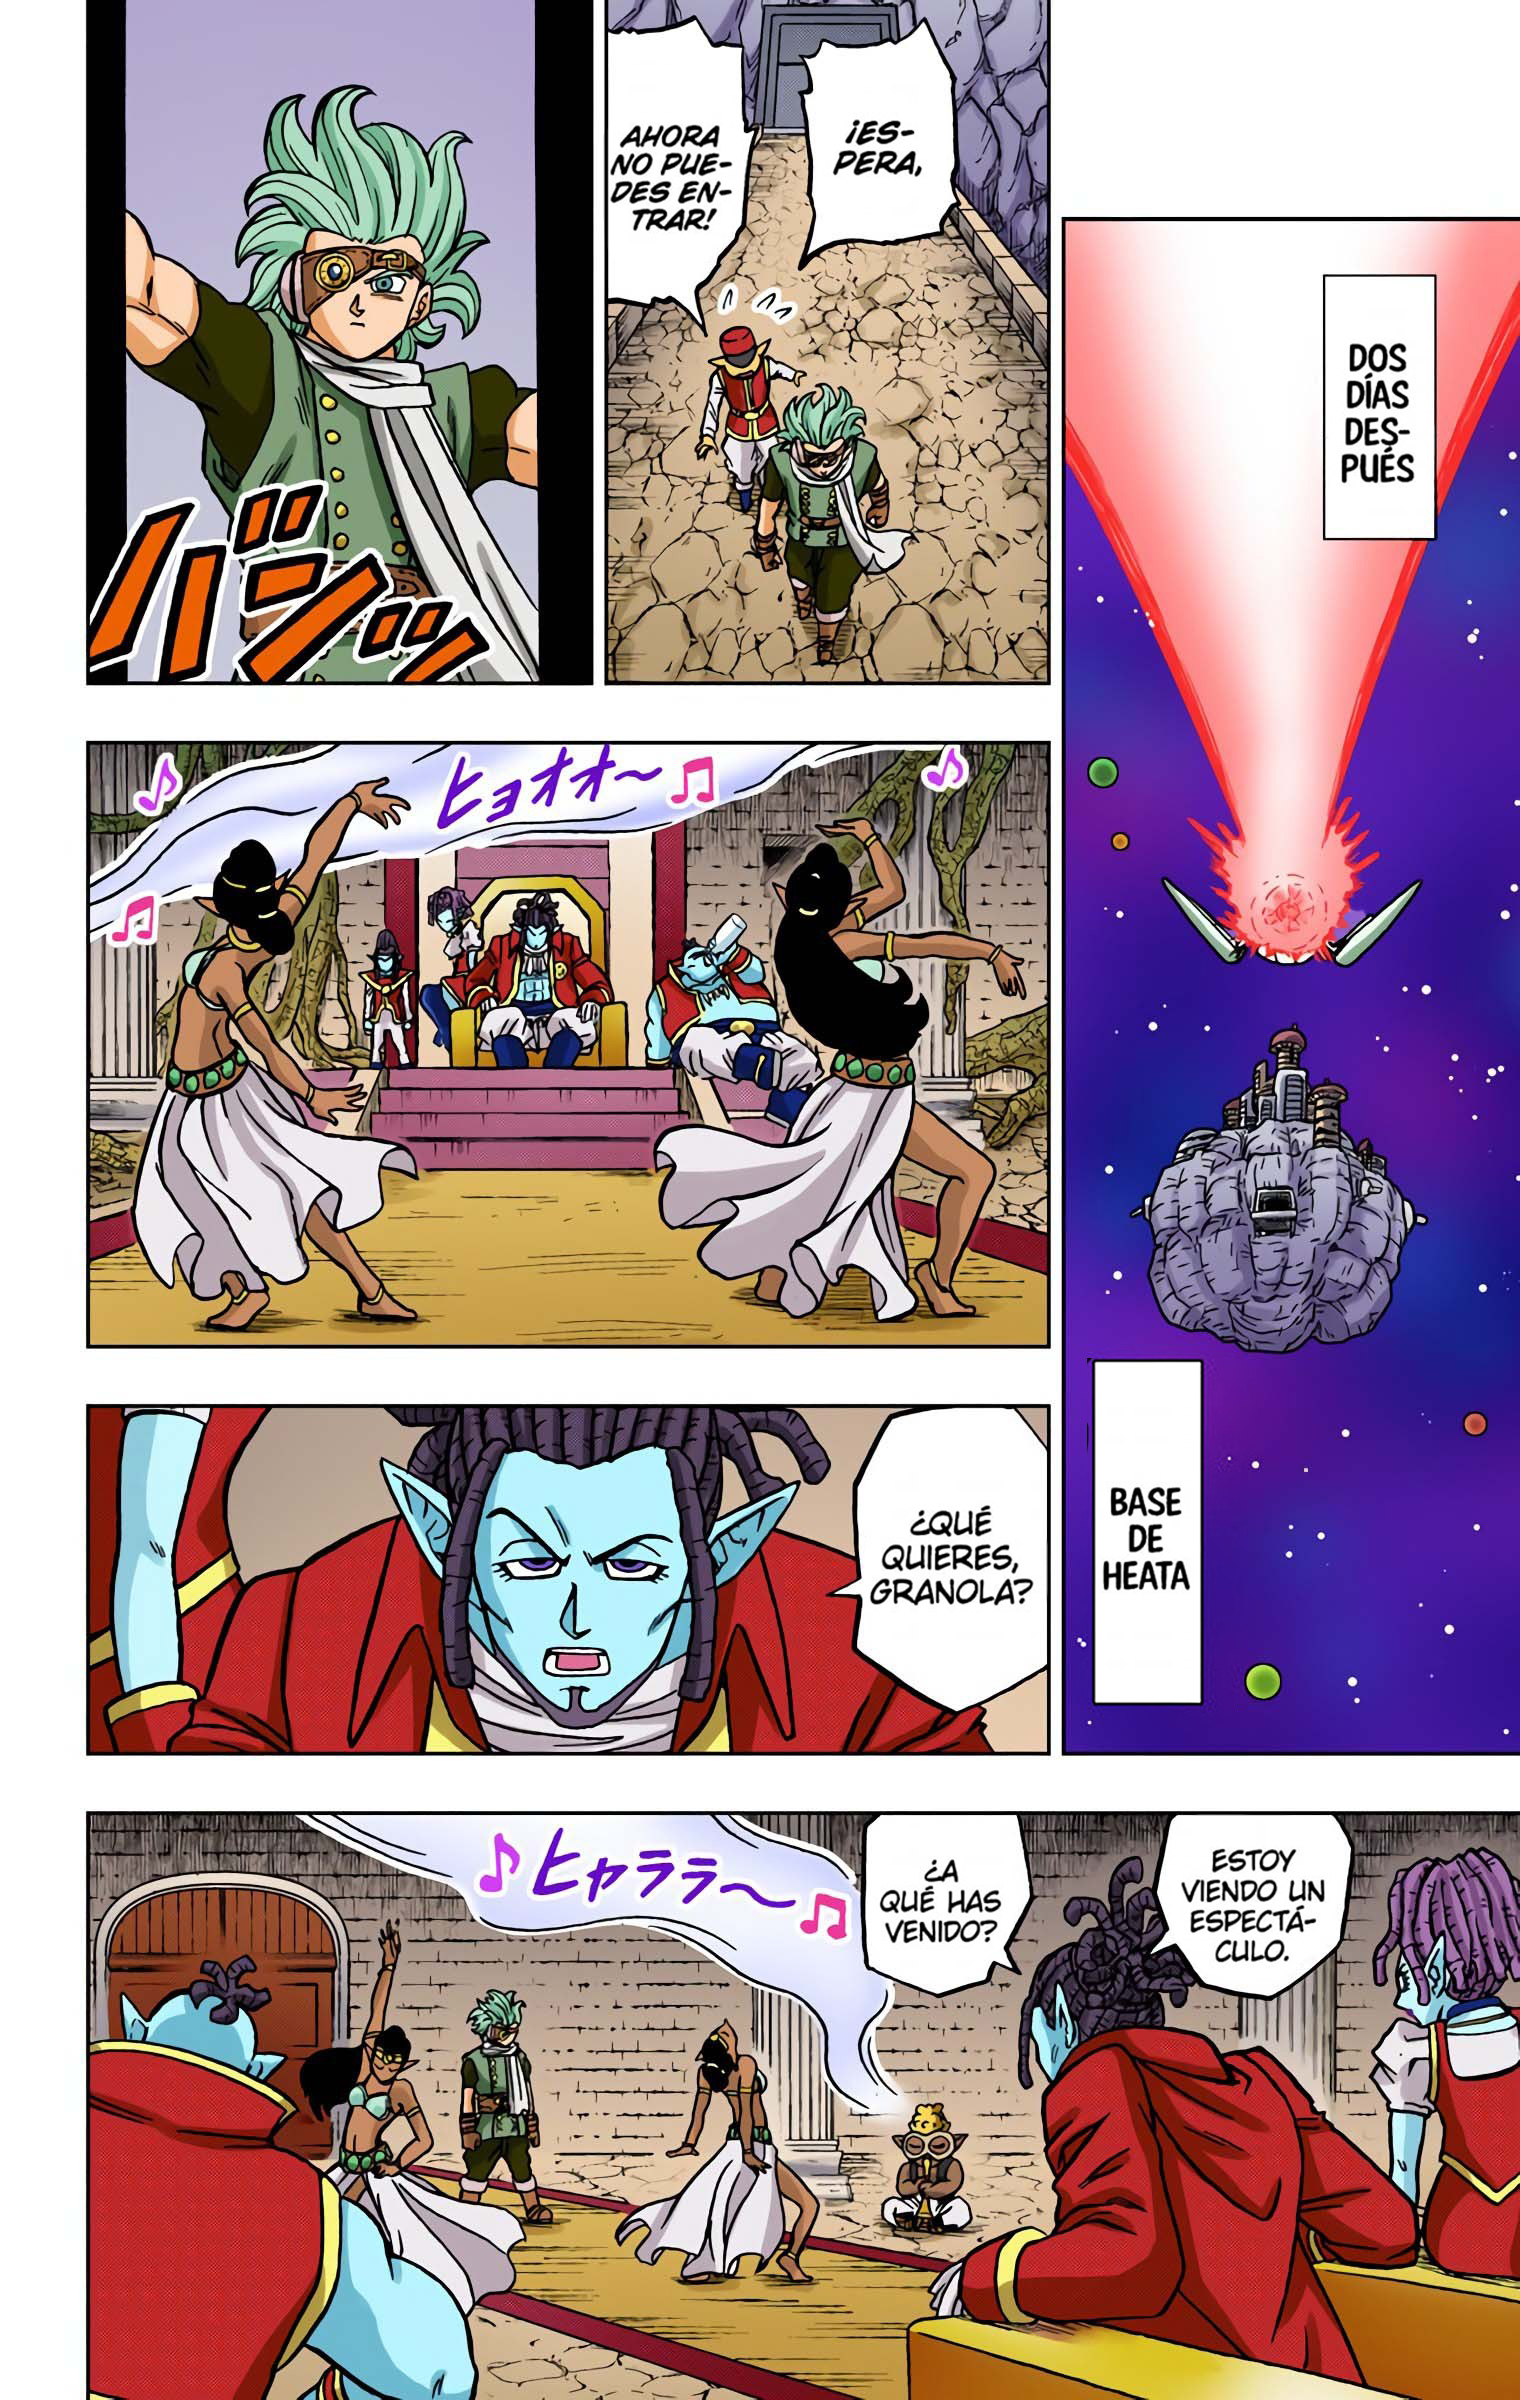 DOS
DÍAS
DES-
PUÉS
BASE
DE
HEATA
¡ES-
PERA,
AHORA
NO PUE-
DES EN-
TRAR!
バンッ
ヒョオオ〜♫
¿QUÉ
QUIERES,
GRANOLA?
ESTOY
VIENDO UN
ESPECTÁ-
CULO.
¿A
QUÉ HAS
VENIDO?
♪ヒャララ〜♫